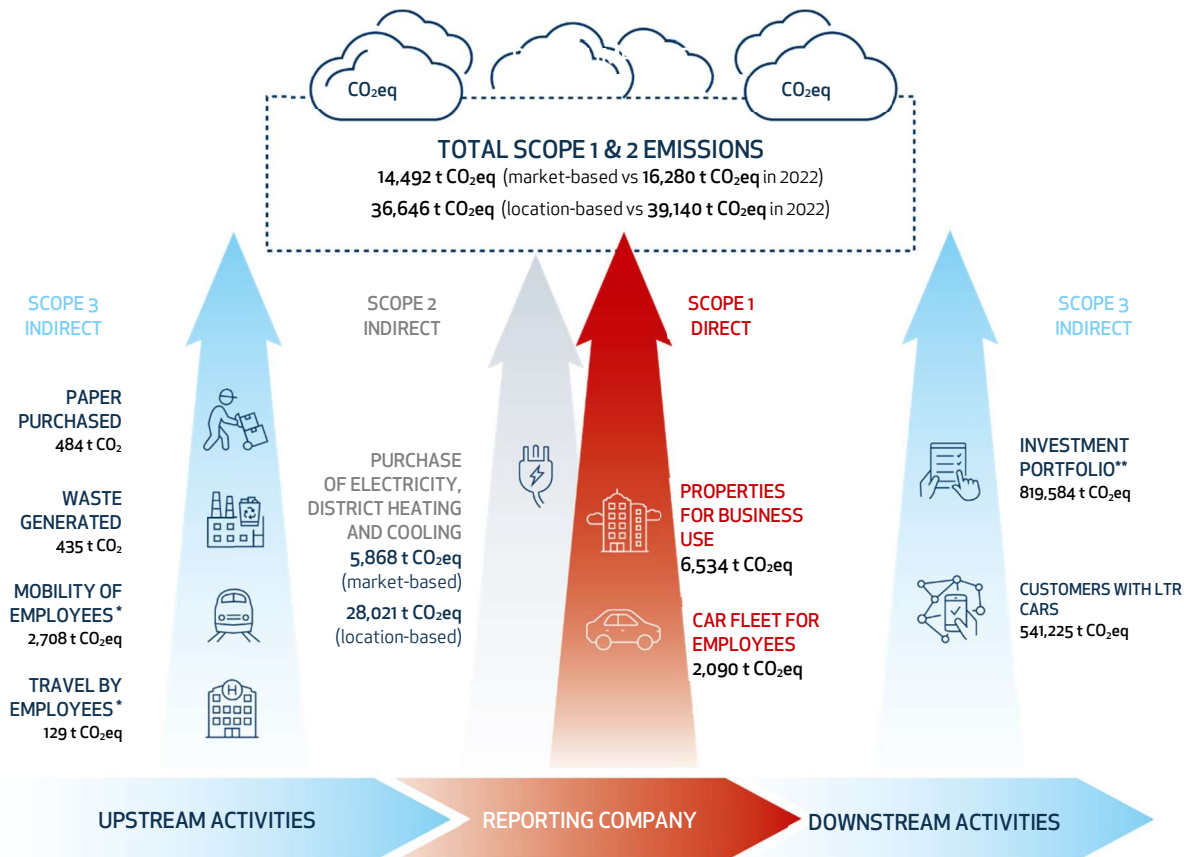 CO₂eq
CO₂eq
TOTAL SCOPE 1 & 2 EMISSIONS
14,492 t CO₂eq (market-based vs 16,280 t CO₂eq in 2022)
36,646 t CO₂eq (location-based vs 39,140 t CO₂eq in 2022)
SCOPE 3
INDIRECT
PAPER
PURCHASED
484 t CO₂
WASTE
GENERATED
435 t CO₂
MOBILITY OF
EMPLOYEES*
2,708 t CO₂eq
TRAVEL BY
EMPLOYEES*
129 t CO₂eq
SCOPE 2
INDIRECT
PURCHASE
OF ELECTRICITY,
DISTRICT HEATING
AND COOLING
5,868 t CO₂eq
(market-based)
28,021 t CO₂eq
(location-based)
SCOPE 1
DIRECT
PROPERTIES
FOR BUSINESS
USE
6,534 t CO₂eq
CAR FLEET FOR
EMPLOYEES
2,090 t CO₂eq
SCOPE 3
INDIRECT
INVESTMENT
PORTFOLIO**
819,584 t CO₂eq
CUSTOMERS WITH LTR
CARS
541,225 t CO₂eq
H
UPSTREAM ACTIVITIES
REPORTING COMPANY
DOWNSTREAM ACTIVITIES